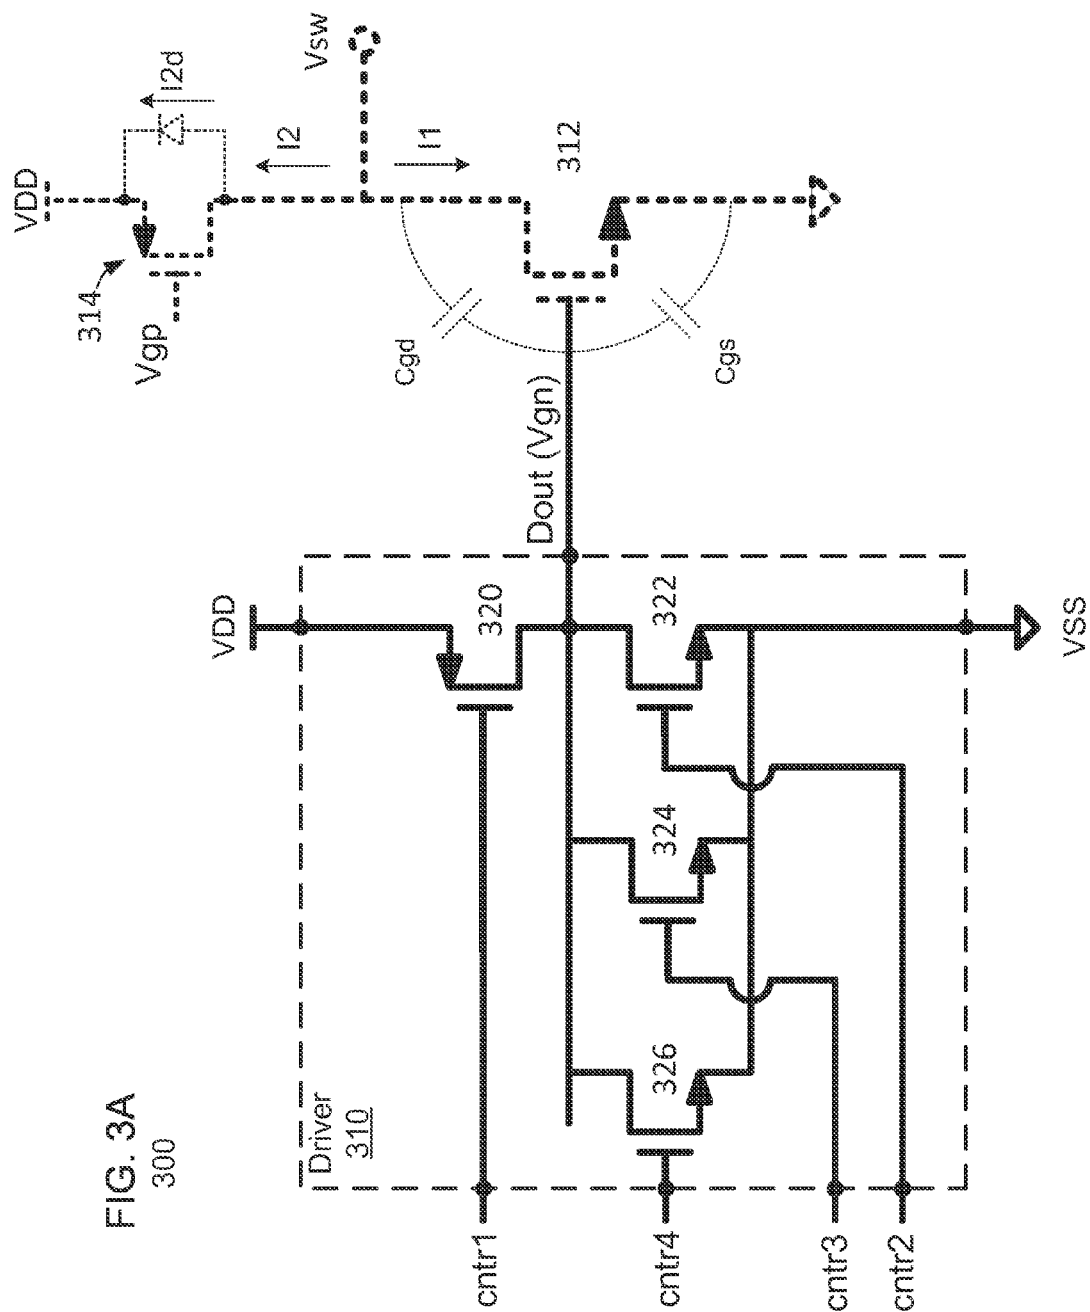 FIG. 3A
300
Driver
310
cntr1
cntr4
cntr3
cntr2
326
324
322
320
VDD
VSS
Dout (Vgn)
Cgd
Cgs
Vgp
314
VDD
I2d
I2
I1
Vsw
312